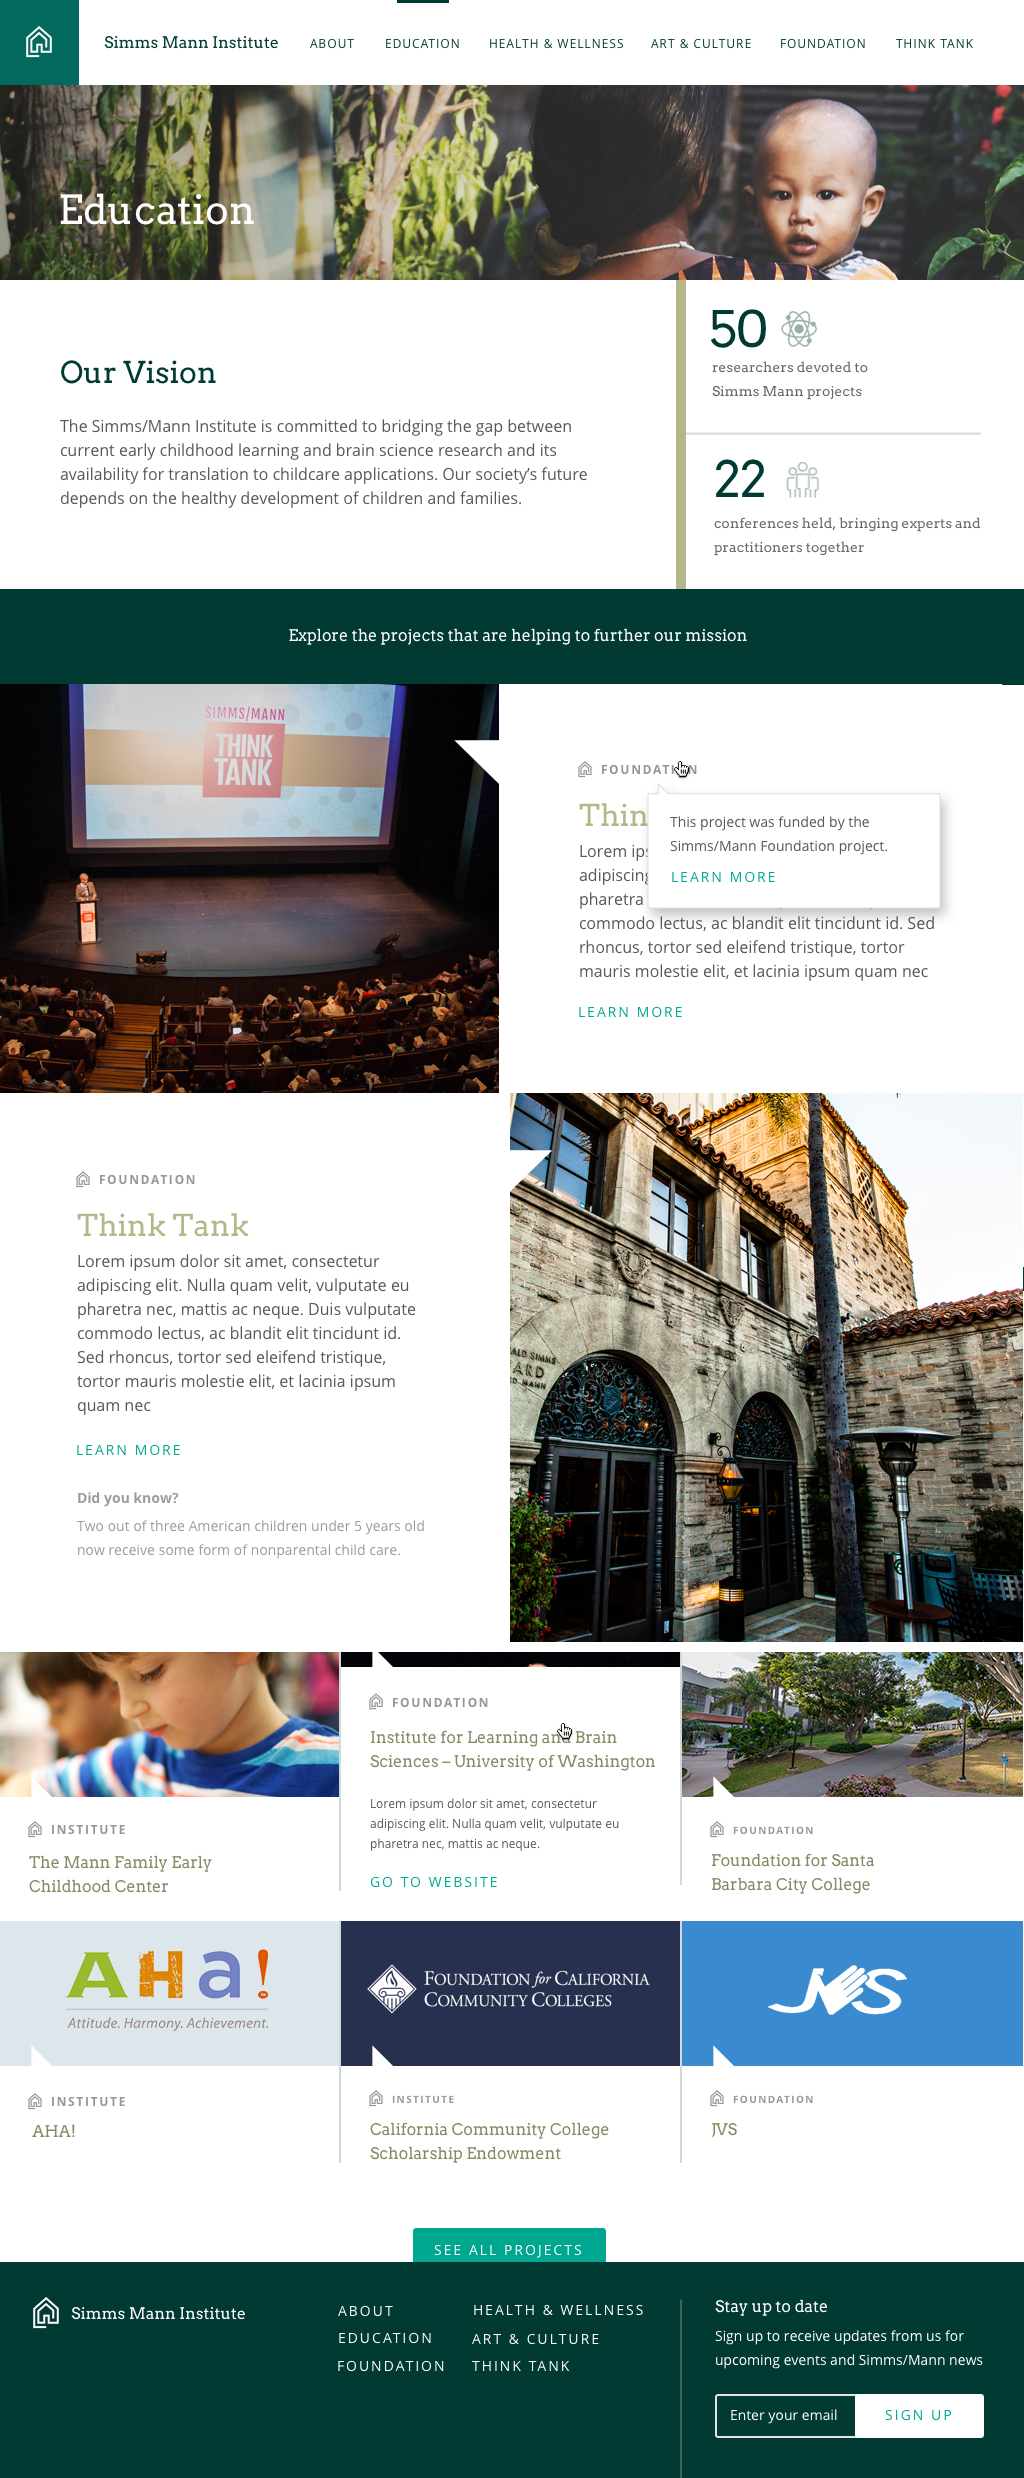 Simms Mann Institute
ABOUT
EDUCATION
HEALTH & WELLNESS
ART & CULTURE
FOUNDATION
THINK TANK
Education
Our Vision
The Simms/Mann Institute is committed to bridging the gap between
current early childhood learning and brain science research and its
availability for translation to childcare applications. Our society’s future
depends on the healthy development of children and families.
50
researchers devoted to
Simms Mann projects
22
conferences held, bringing experts and
practitioners together
Explore the projects that are helping to further our mission
SIMMS/MANN
THINK
TANK
FOUNDATION
Thin
This project was funded by the
Simms/Mann Foundation project.
LEARN MORE
Lorem ips
adipiscing
pharetra
commodo lectus, ac blandit elit tincidunt id. Sed
rhoncus, tortor sed eleifend tristique, tortor
mauris molestie elit, et lacinia ipsum quam nec
LEARN MORE
FOUNDATION
Think Tank
Lorem ipsum dolor sit amet, consectetur
adipiscing elit. Nulla quam velit, vulputate eu
pharetra nec, mattis ac neque. Duis vulputate
commodo lectus, ac blandit elit tincidunt id.
Sed rhoncus, tortor sed eleifend tristique,
tortor mauris molestie elit, et lacinia ipsum
quam nec
LEARN MORE
Did you know?
Two out of three American children under 5 years old
now receive some form of nonparental child care.
ALD SIMMS
ARD
MANN
INSTITUTE
The Mann Family Early
Childhood Center
FOUNDATION
Institute for Learning and Brain
Sciences – University of Washington
Lorem ipsum dolor sit amet, consectetur
adipiscing elit. Nulla quam velit, vulputate eu
pharetra nec, mattis ac neque.
GO TO WEBSITE
FOUNDATION
Foundation for Santa
Barbara City College
AHa!
Attitude. Harmony. Achievement.
INSTITUTE
AHA!
FOUNDATION for CALIFORNIA
COMMUNITY COLLEGES
INSTITUTE
California Community College
Scholarship Endowment
JVS
FOUNDATION
JVS
SEE ALL PROJECTS
Simms Mann Institute
ABOUT
EDUCATION
FOUNDATION
HEALTH & WELLNESS
ART & CULTURE
THINK TANK
Stay up to date
Sign up to receive updates from us for
upcoming events and Simms/Mann news
Enter your email
SIGN UP